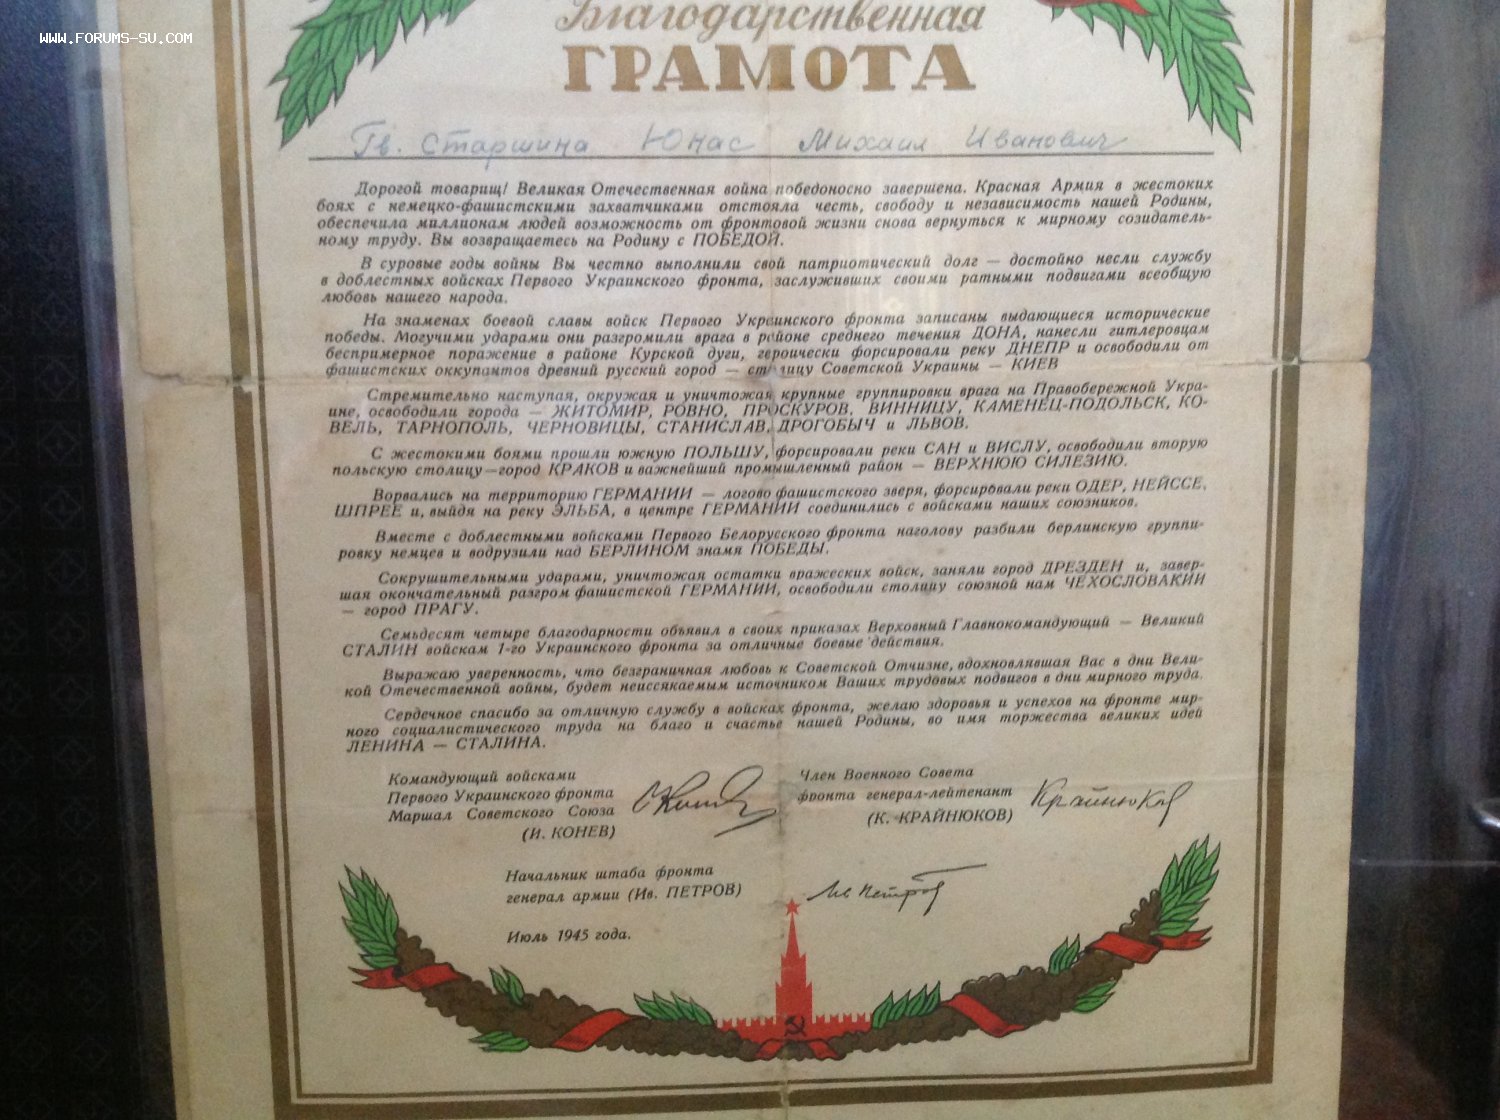 WWW.FORUMS-SU.COM
Благодарственная
ГРАМОТА
Гв. Старшина Юнас Михаил Иванович
Дорогой товарищ! Великая Отечественная война победоносно завершена. Красная Армия в жестоких
боях с немецко-фашистскими захватчиками отстояла честь, свободу и независимость нашей Родины,
обеспечила миллионам людей возможность от фронтовой жизни снова вернуться к мирному созидатель-
ному труду. Вы возвращаетесь на Родину с ПОБЕДОЙ.
В суровые годы войны Вы честно выполнили свой патриотический долг — достойно несли службу
в доблестных войсках Первого Украинского фронта, заслуживших своими ратными подвигами всеобщую
любовь нашего народа.
На знаменах боевой славы войск Первого Украинского фронта записаны выдающиеся исторические
победы. Могучими ударами они разгромили врага в районе среднего течения ДОНА, нанесли гитлеровцам
беспримерное поражение в районе Курской дуги, героически форсировали реку ДНЕПР и освободили от
фашистских оккупантов древний русский город — столицу Советской Украины — КИЕВ
Стремительно наступая, окружая и уничтожая крупные группировки врага на Правобережной Укра-
ине, освободили города — ЖИТОМИР, РОВНО, ПРОСКУРОВ, ВИННИЦУ, КАМЕНЕЦ-ПОДОЛЬСК, КО-
ВЕЛЬ, ТАРНОПОЛЬ, ЧЕРНОВИЦЫ, СТАНИСЛАВ, ДРОГОБЫЧ и ЛЬВОВ.
С жестокими боями прошли южную ПОЛЬШУ, форсировали реки САН и ВИСЛУ, освободили вторую
польскую столицу—город КРАКОВ и важнейший промышленный район — ВЕРХНЮЮ СИЛЕЗИЮ.
Ворвались на территорию ГЕРМАНИИ — логово фашистского зверя, форсировали реки ОДЕР, НЕЙССЕ,
ШПРЕЕ и, выйдя на реку ЭЛЬБА, в центре ГЕРМАНИИ соединились с войсками наших союзников.
Вместе с доблестными войсками Первого Белорусского фронта наголову разбили берлинскую группи-
ровку немцев и водрузили над БЕРЛИНОМ знамя ПОБЕДЫ.
Сокрушительными ударами, уничтожая остатки вражеских войск, заняли город ДРЕЗДЕН и, завер-
шая окончательный разгром фашистской ГЕРМАНИИ, освободили столицу союзной нам ЧЕХОСЛОВАКИИ
— город ПРАГУ.
Семьдесят четыре благодарности объявил в своих приказах Верховный Главнокомандующий — Великий
СТАЛИН войскам 1-го Украинского фронта за отличные боевые действия.
Выражаю уверенность, что безграничная любовь к Советской Отчизне, вдохновлявшая Вас в дни Вели-
кой Отечественной войны, будет неиссякаемым источником Ваших трудовых подвигов в дни мирного труда.
Сердечное спасибо за отличную службу в войсках фронта, желаю здоровья и успехов на фронте мир-
ного социалистического труда на благо и счастье нашей Родины, во имя торжества великих идей
ЛЕНИНА — СТАЛИНА.
Командующий войсками
Первого Украинского фронта
Маршал Советского Союза
(И. КОНЕВ)
Член Военного Совета
фронта генерал-лейтенант
(К. КРАЙНЮКОВ)
Крайнюков
Начальник штаба фронта
генерал армии (Ив. ПЕТРОВ)
Ив Петров
Июль 1945 года.